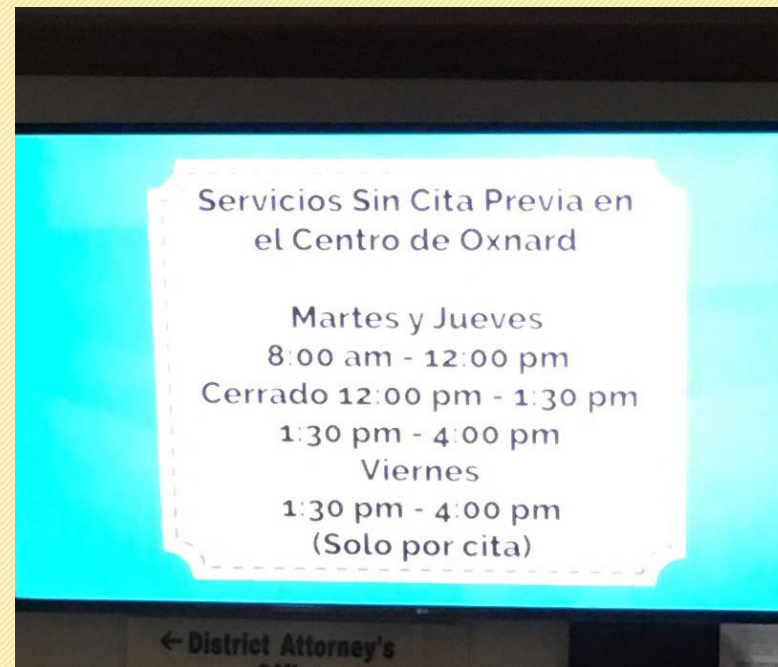 Servicios Sin Cita Previa en
el Centro de Oxnard
Martes y Jueves
8:00 am - 12:00 pm
Cerrado 12:00 pm - 1:30 pm
1:30 pm - 4:00 pm
Viernes
1:30 pm - 4:00 pm
(Solo por cita)
← District Attorney's